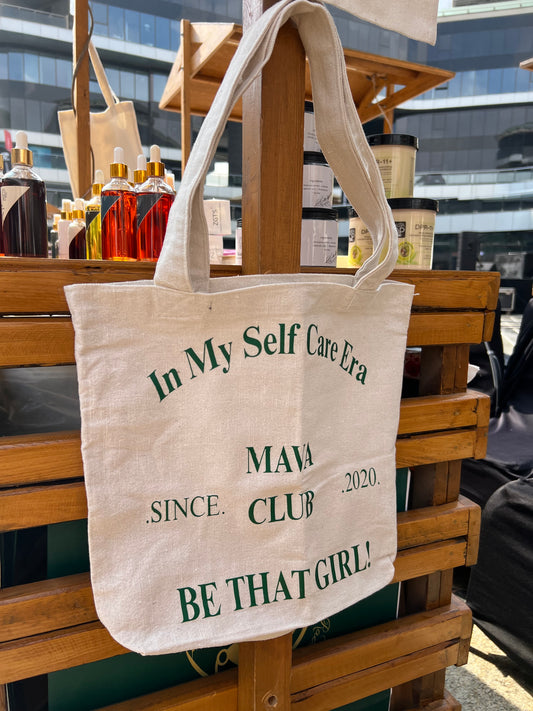 In My Self Care Era
MAVA
.SINCE. CLUB .2020.
BE THAT GIRL!